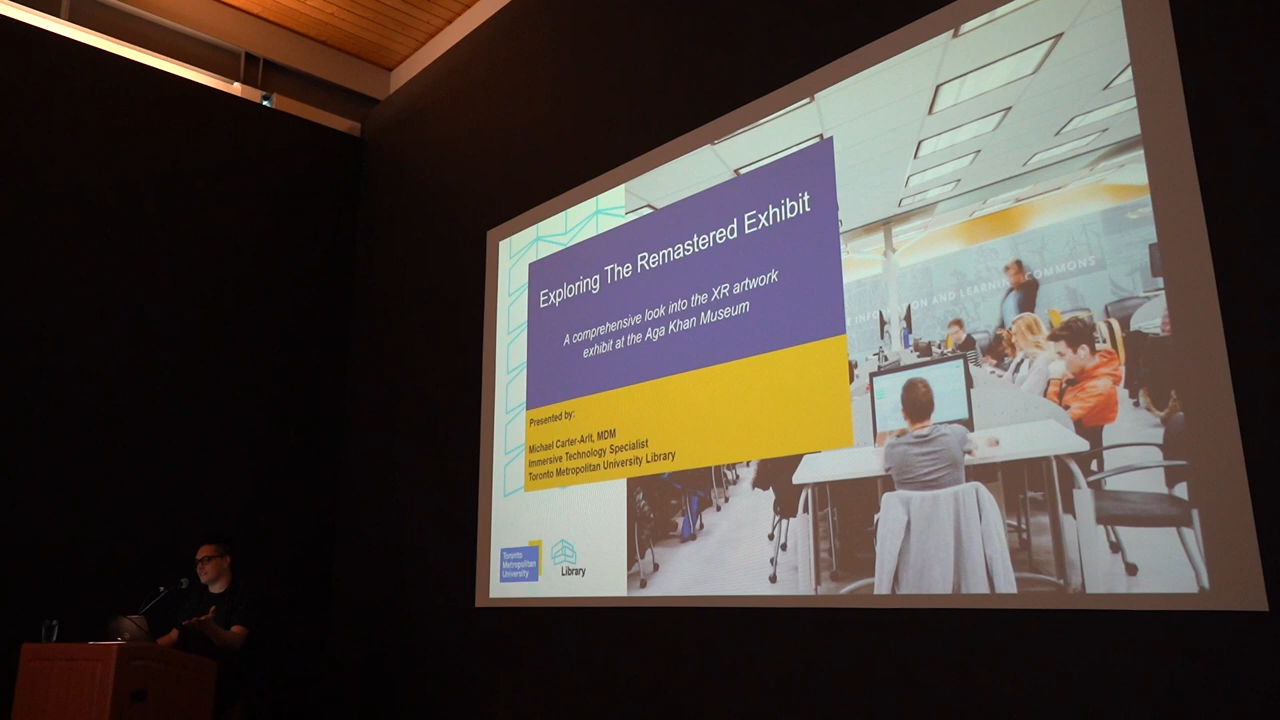 Exploring The Remastered Exhibit
A comprehensive look into the XR artwork
exhibit at the Aga Khan Museum
Presented by:
Michael Carter-Arlt, MDM
Immersive Technology Specialist
Toronto Metropolitan University Library
Toronto
Metropolitan
University
Library
INFORMATION AND LEARNING COMMONS